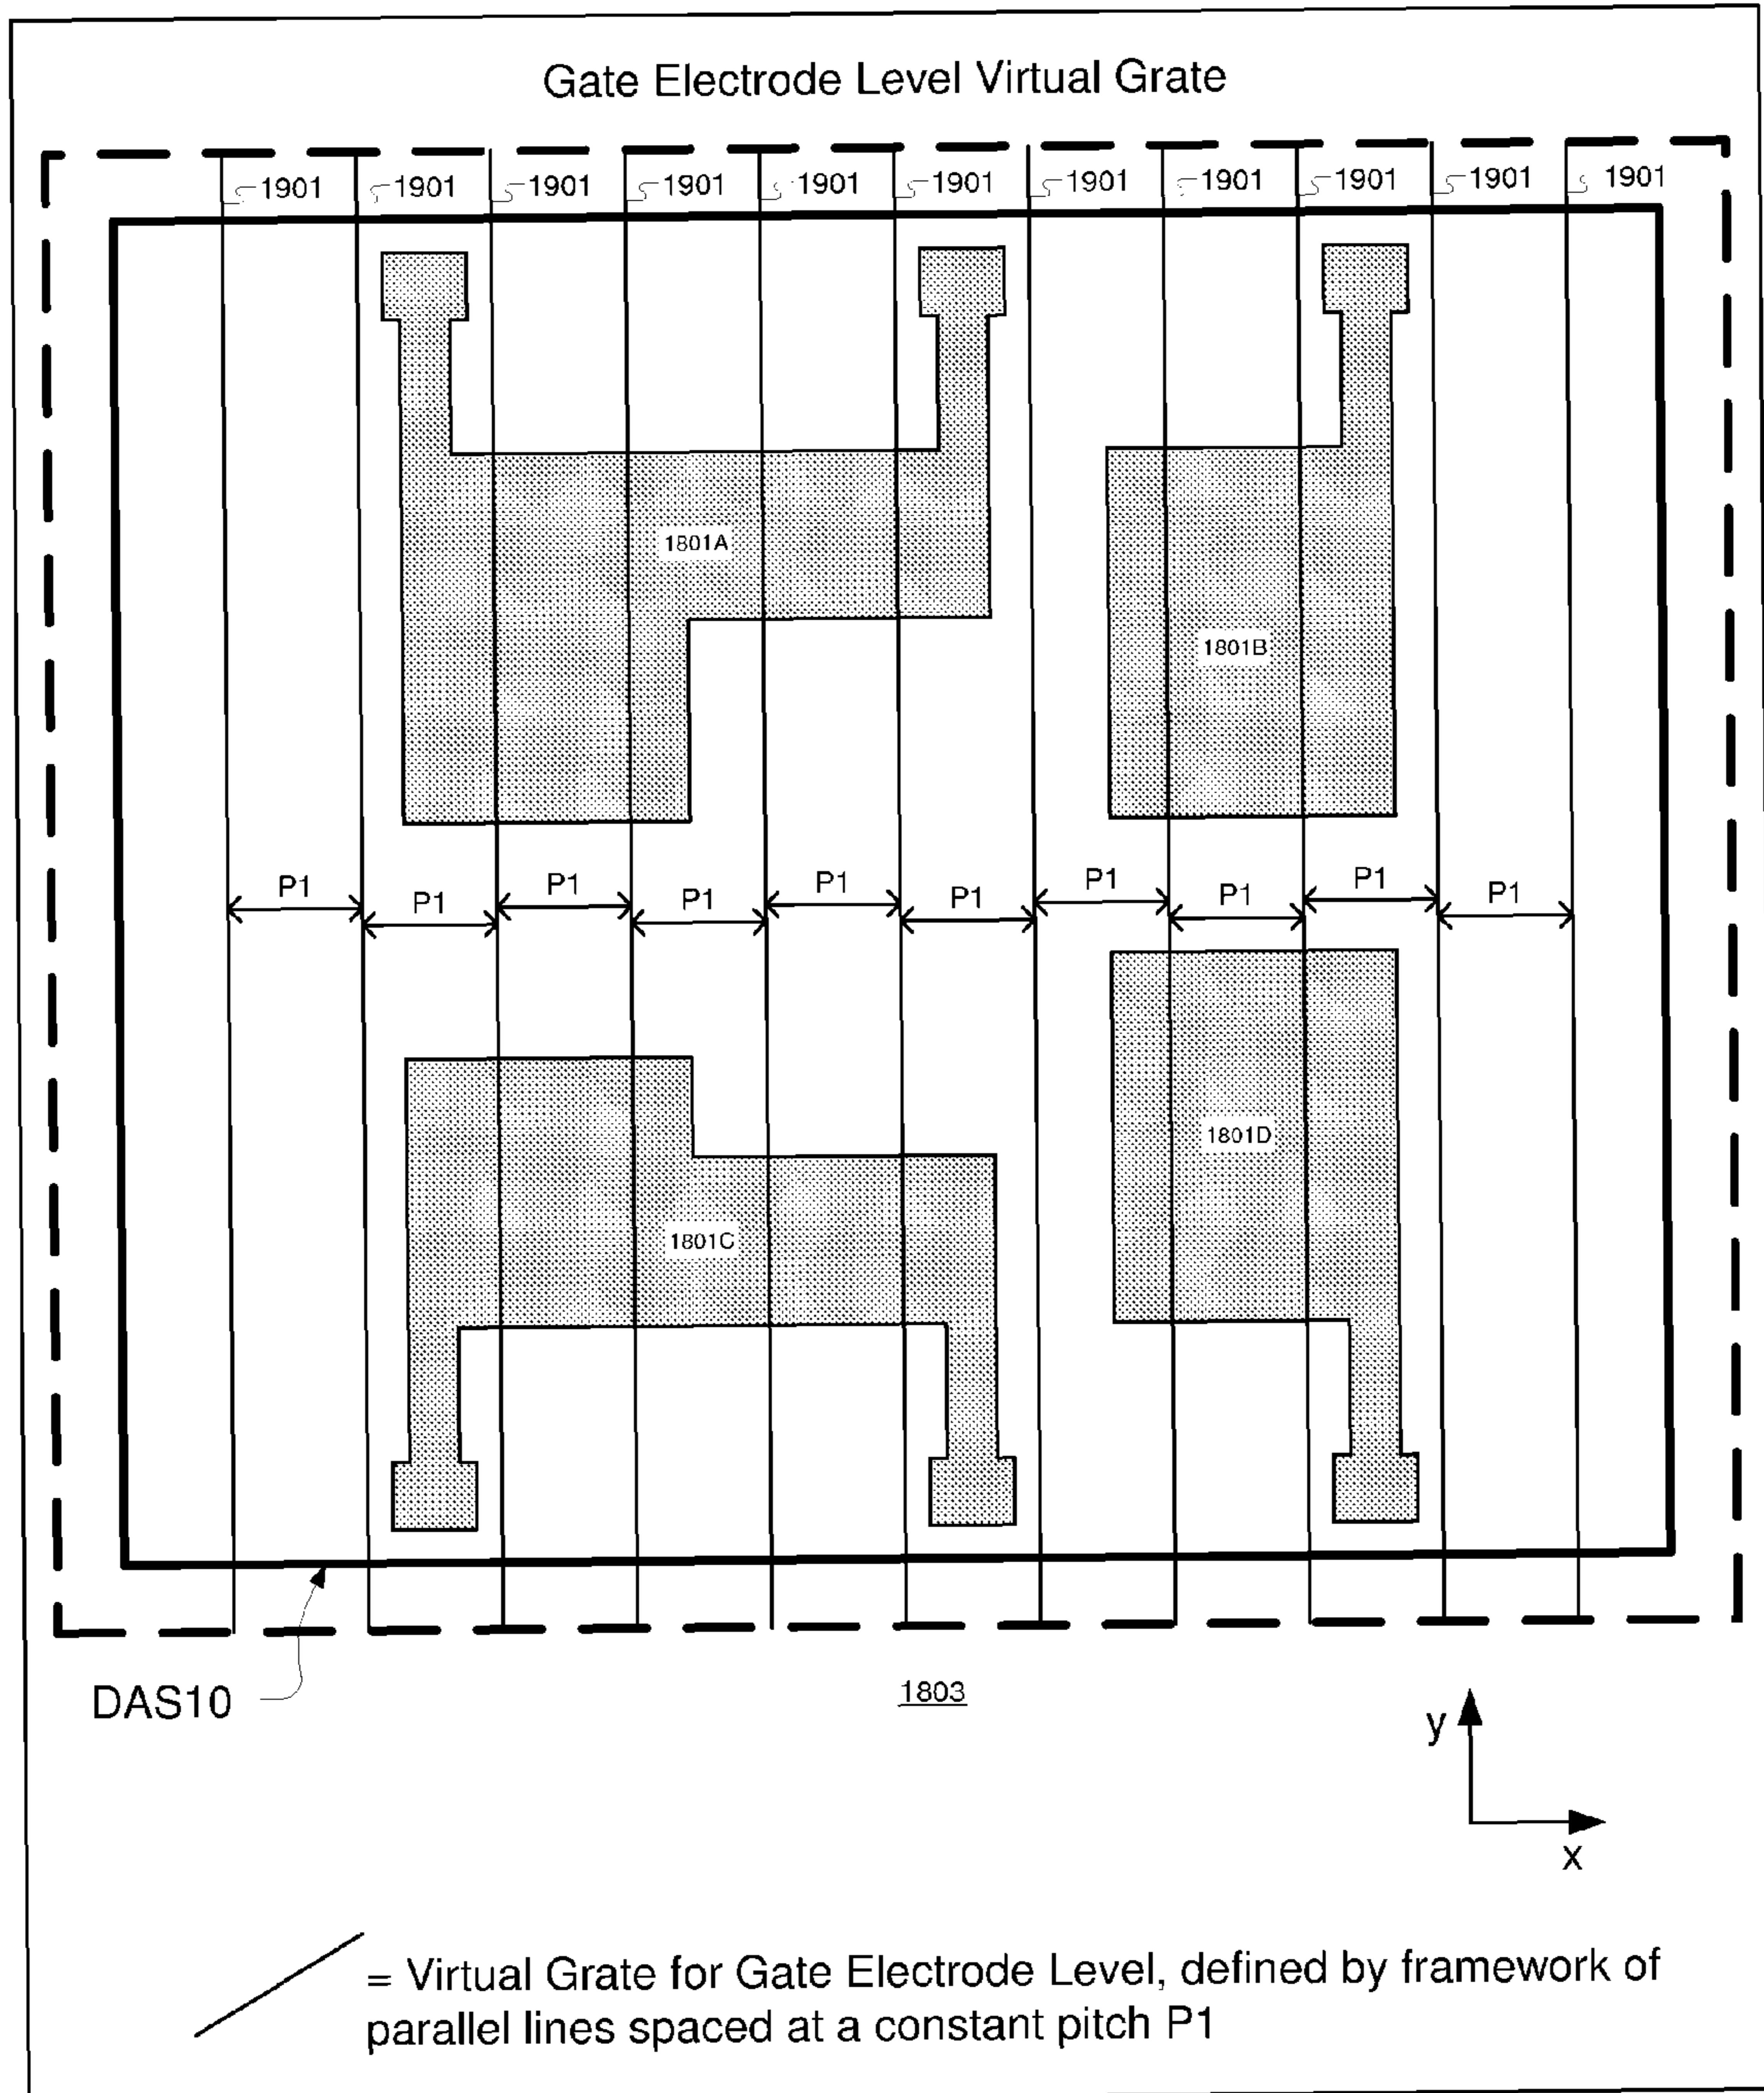 Gate Electrode Level Virtual Grate
1901 1901 1901 1901 1901 1901 1901 1901 1901 1901 1901
1801A
1801B
P1 P1 P1 P1 P1 P1 P1 P1 P1 P1
1801D
1801C
DAS10
1803
y
x
= Virtual Grate for Gate Electrode Level, defined by framework of
parallel lines spaced at a constant pitch P1